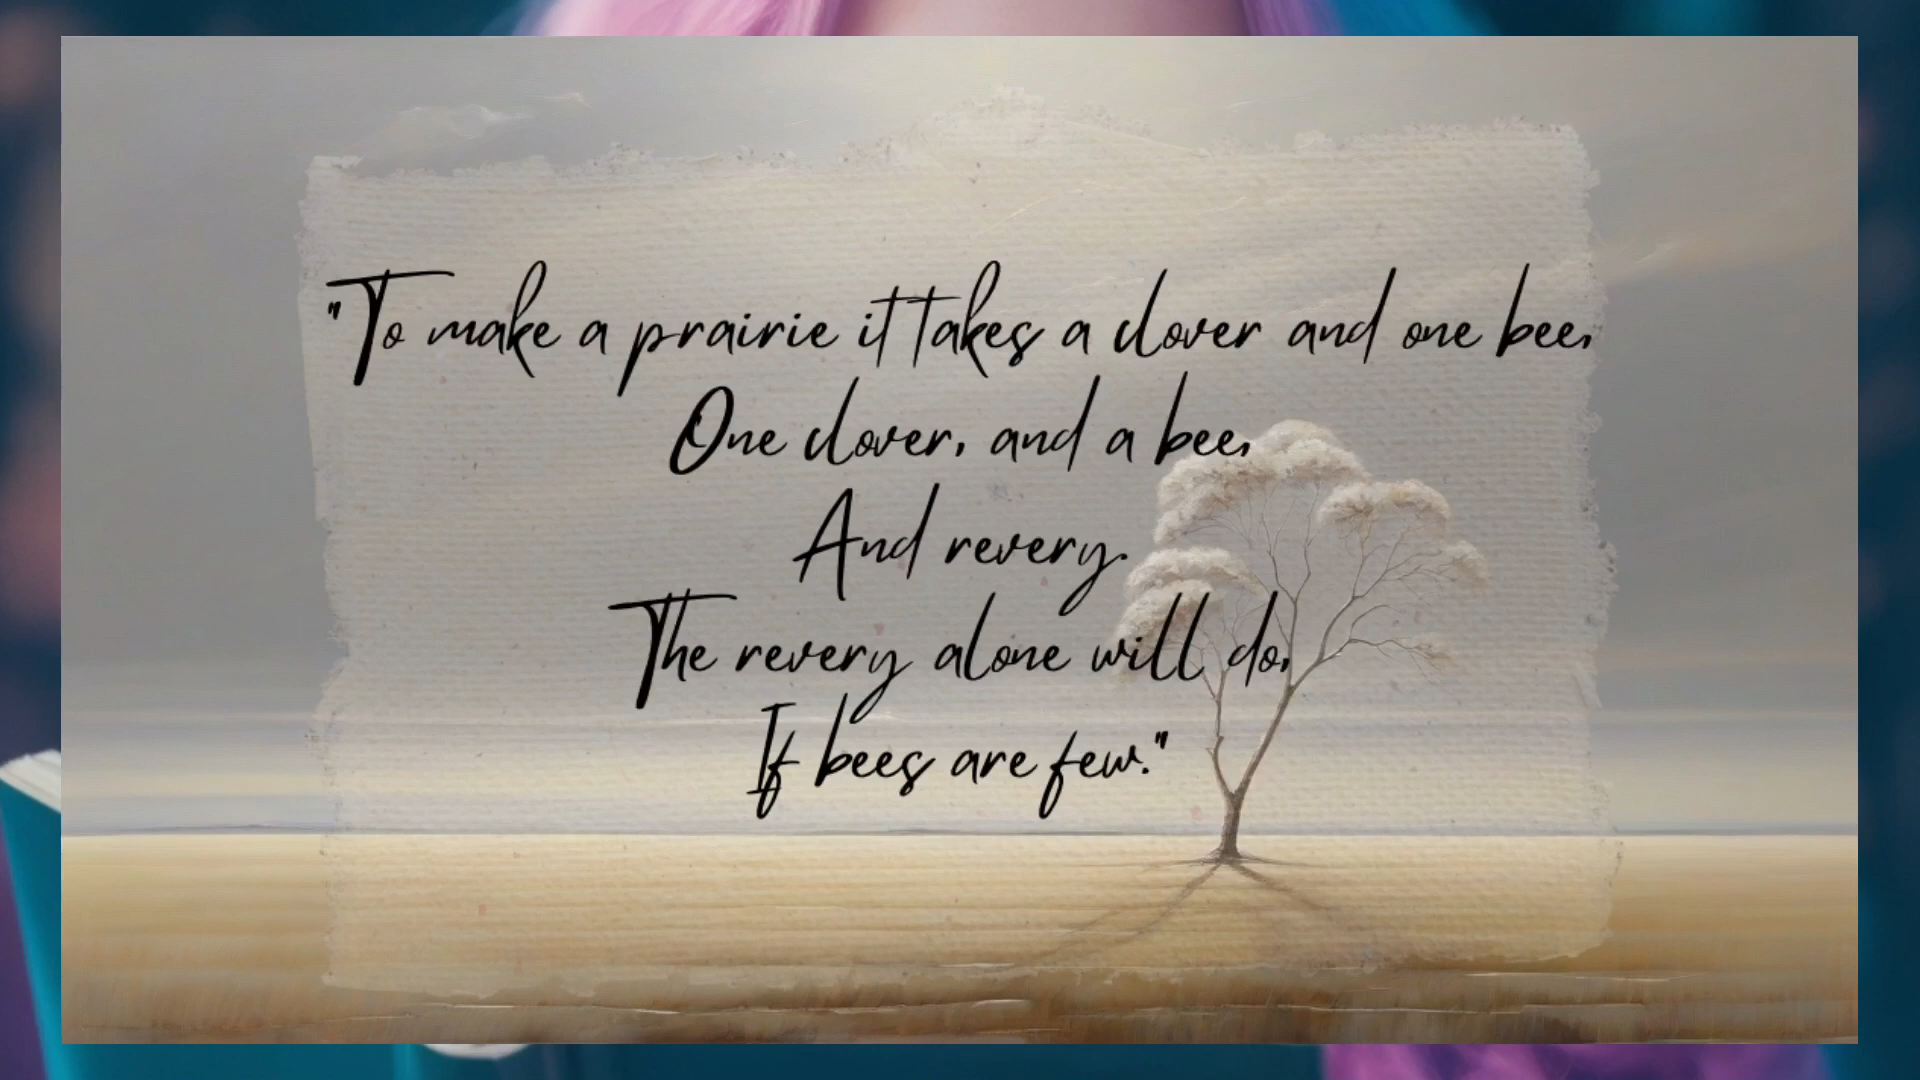 "To make a prairie it takes a clover and one bee,
One clover, and a bee,
And revery.
The revery alone will do,
If bees are few."